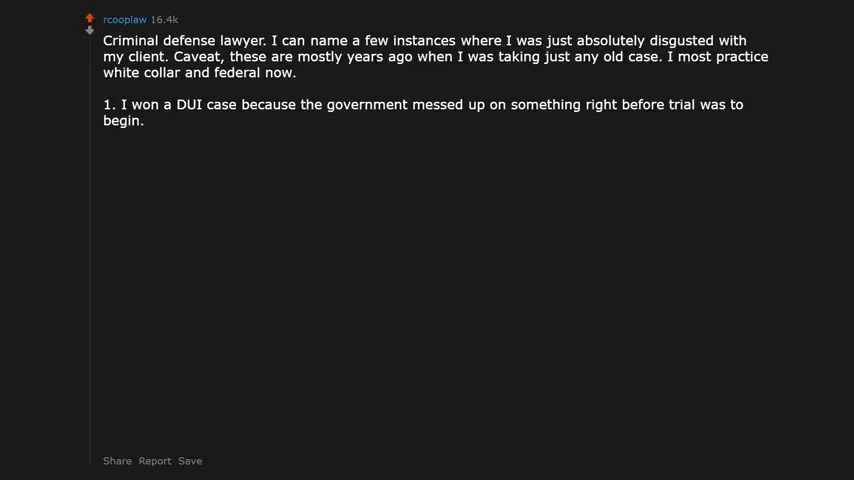 rcooplaw 16.4k
Criminal defense lawyer. I can name a few instances where I was just absolutely disgusted with
my client. Caveat, these are mostly years ago when I was taking just any old case. I most practice
white collar and federal now.
1. I won a DUI case because the government messed up on something right before trial was to
begin.
Share Report Save